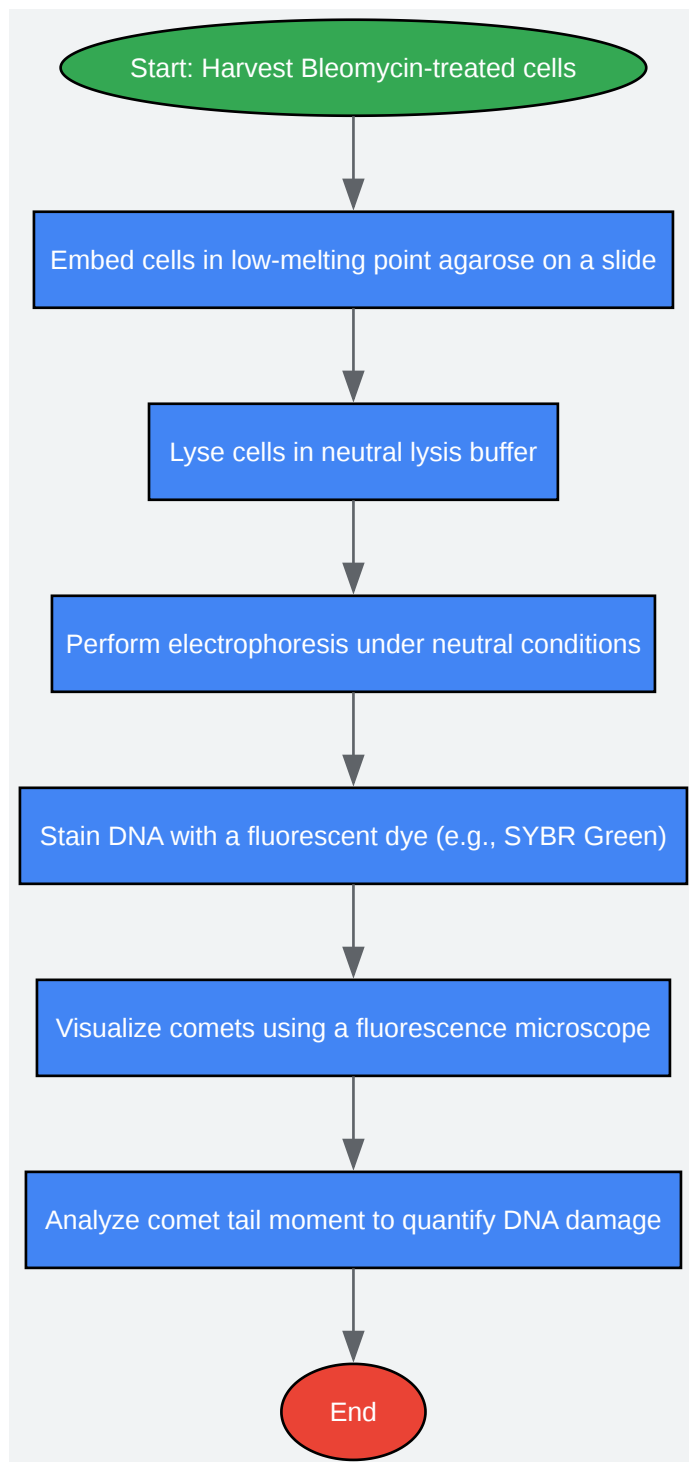 Start: Harvest Bleomycin-treated cells
Embed cells in low-melting point agarose on a slide
Lyse cells in neutral lysis buffer
Perform electrophoresis under neutral conditions
Stain DNA with a fluorescent dye (e.g., SYBR Green)
Visualize comets using a fluorescence microscope
Analyze comet tail moment to quantify DNA damage
End